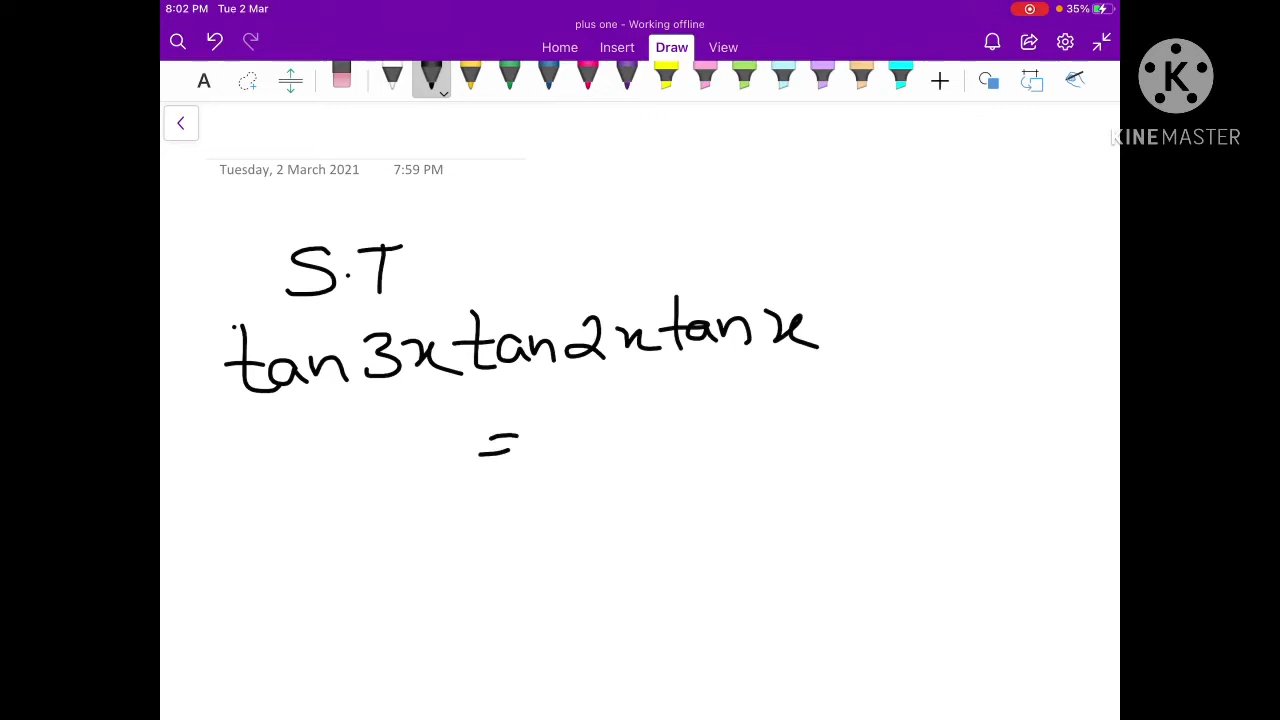 8:02 PM Tue 2 Mar 35%
plus one - Working offline
Home Insert Draw View
A
K
KINEMASTER
Tuesday, 2 March 2021 7:59 PM
S.T
tan 3x tan 2x tan x
=